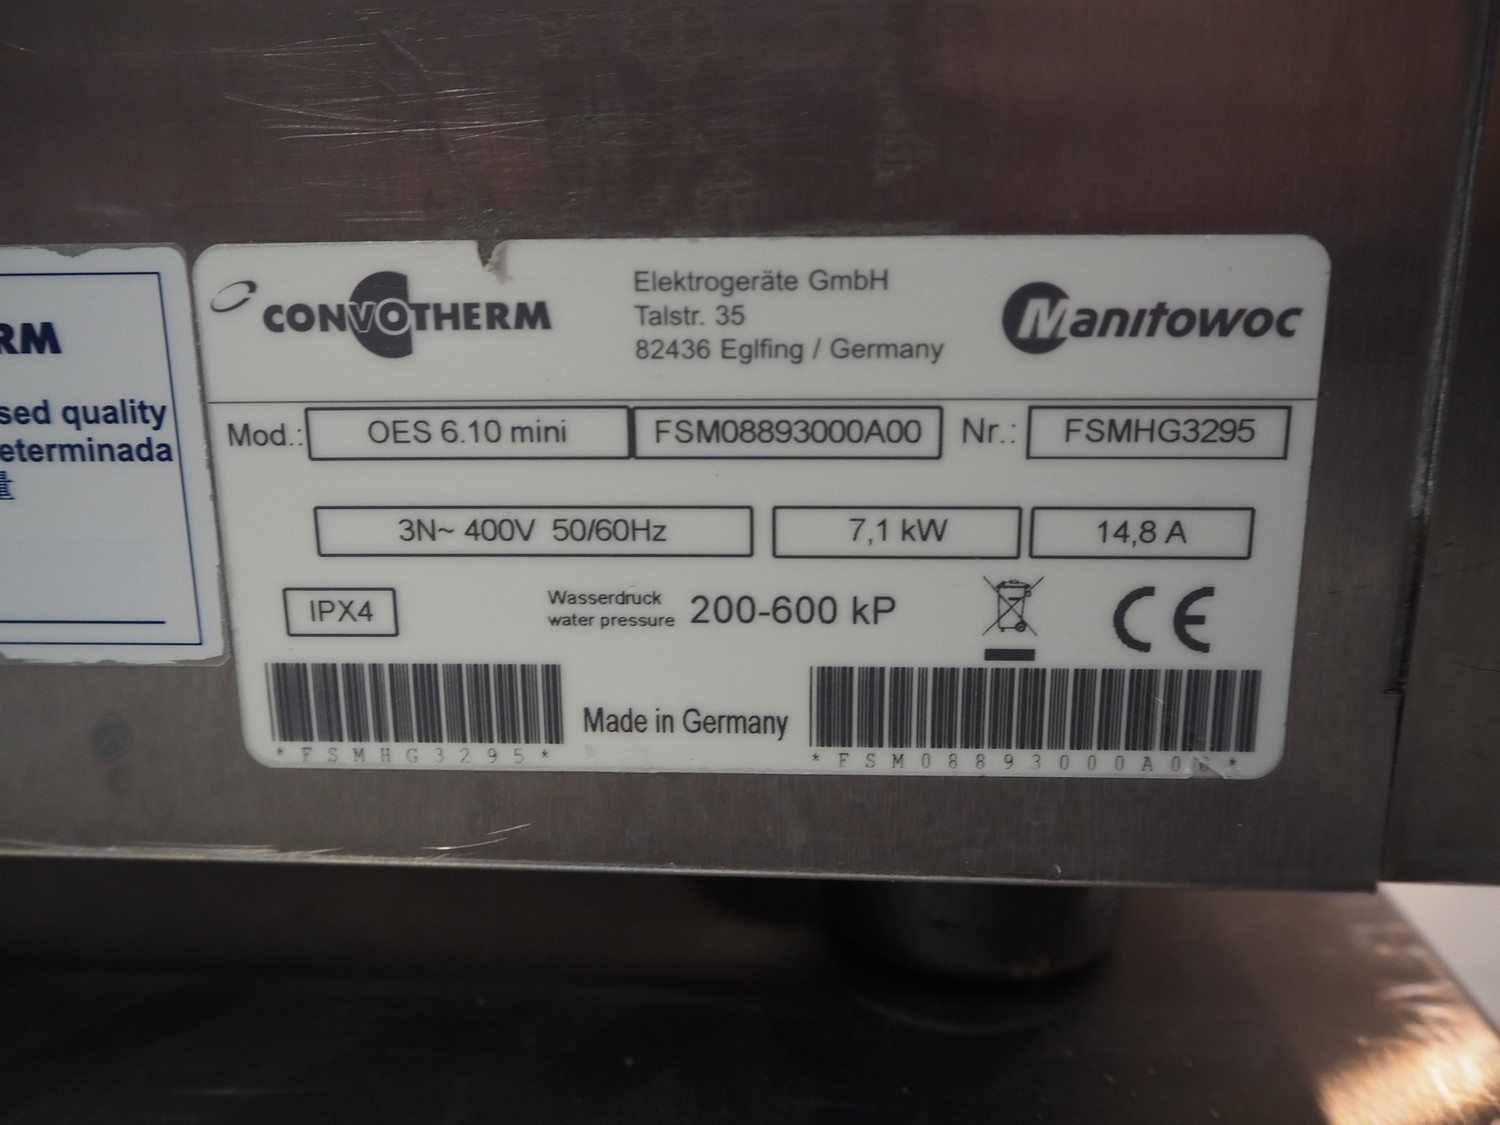 RM
sed quality
eterminada
量
CONVOTHERM
Elektrogeräte GmbH
Talstr. 35
82436 Eglfing / Germany
Manitowoc
Mod.: OES 6.10 mini FSM08893000A00 Nr.: FSMHG3295
3N~ 400V 50/60Hz 7,1 kW 14,8 A
IPX4
Wasserdruck
water pressure
200-600 kP
CE
Made in Germany
*FSMHG3295*
*FSM08893000A00*